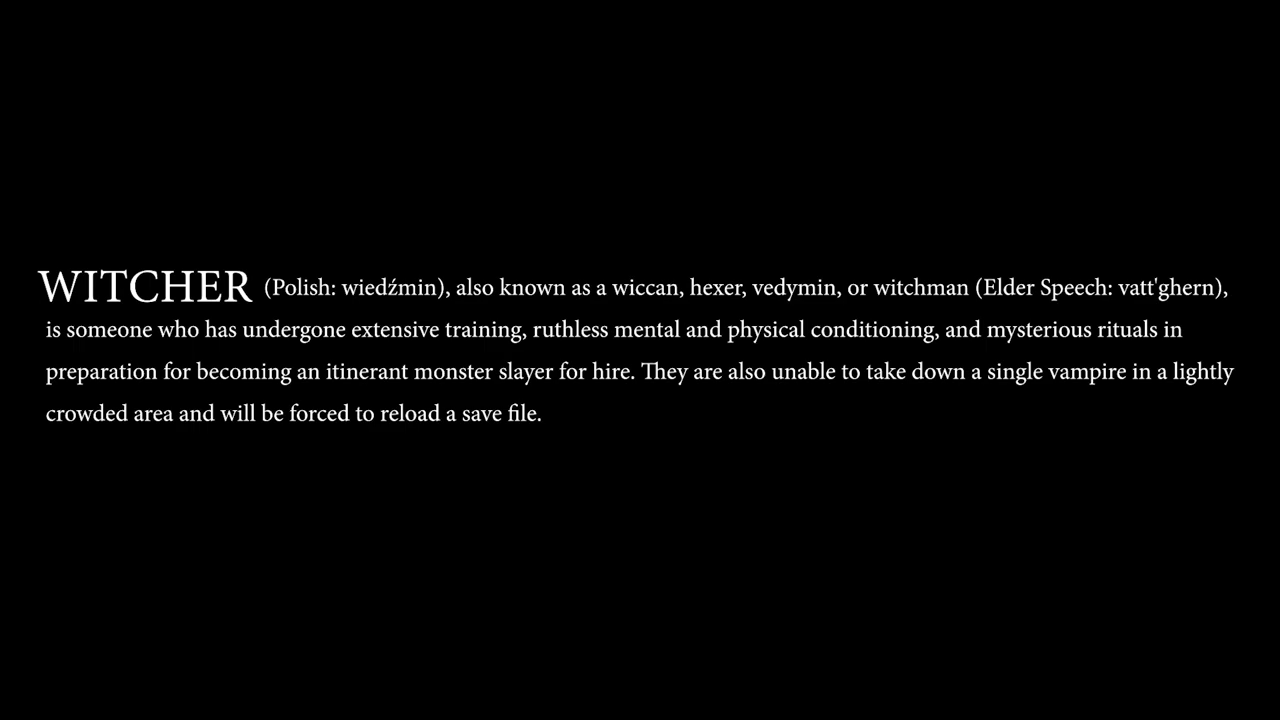 WITCHER (Polish: wiedźmin), also known as a wiccan, hexer, vedymin, or witchman (Elder Speech: vatt'ghern),
is someone who has undergone extensive training, ruthless mental and physical conditioning, and mysterious rituals in
preparation for becoming an itinerant monster slayer for hire. They are also unable to take down a single vampire in a lightly
crowded area and will be forced to reload a save file.